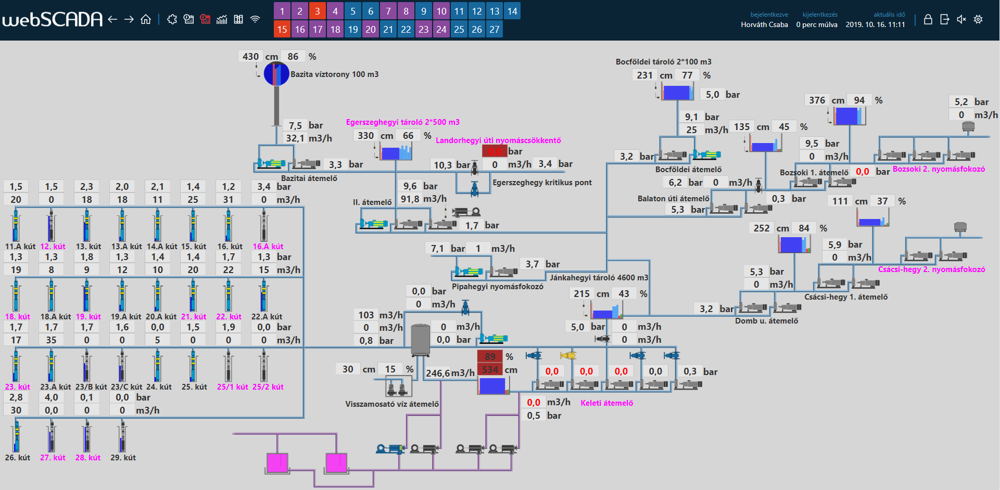 webSCADA
1 2 3 4 5 6 7 8 9 10 11 12 13 14
15 16 17 18 19 20 21 22 23 24 25 26 27
bejelentkezve kijelentkezés aktuális idő
Horváth Csaba 0 perc múlva 2019. 10. 16. 11:11
430 cm 86 %
Bazita víztorony 100 m3
7,5 bar
32,1 m3/h
3,3 bar
Bazitai átemelő
Egerszeghegyi tároló 2*500 m3
330 cm 66 %
Landorhegyi úti nyomáscsökkentő
0,0 bar
10,3 bar 0 m3/h 3,4 bar
Egerszeghegy kritikus pont
9,6 bar
91,8 m3/h
II. átemelő
1,7 bar
7,1 bar 1 m3/h
3,7 bar
Pipahegyi nyomásfokozó
Bocföldei tároló 2*100 m3
231 cm 77 %
5,0 bar
9,1 bar
25 m3/h
3,2 bar
Bocföldei átemelő
135 cm 45 %
6,2 bar 0 m3/h
Balaton úti átemelő
5,3 bar
0,3 bar
376 cm 94 %
9,5 bar
0 m3/h
Bozsoki 1. átemelő
0,0 bar
5,2 bar
0 m3/h
Bozsoki 2. nyomásfokozó
111 cm 37 %
5,9 bar
0 m3/h
Csácsi-hegy 2. nyomásfokozó
252 cm 84 %
5,3 bar
0 m3/h
Csácsi-hegy 1. átemelő
3,2 bar
Domb u. átemelő
Jánkahegyi tároló 4600 m3
215 cm 43 %
5,0 bar 0 m3/h
0 m3/h
1,5 1,5 2,3 2,0 2,1 1,4 1,2 3,4 bar
20 0 18 18 11 25 31 0 m3/h
11.A kút 12. kút 13. kút 13.A kút 14.A kút 15. kút 16. kút 16.A kút
1,3 1,3 1,8 1,3 1,4 1,4 1,7 1,3 bar
19 8 9 12 10 20 22 15 m3/h
18. kút 18.A kút 19. kút 19.A kút 20.A kút 21. kút 22. kút 22.A kút
1,7 1,7 1,7 1,6 0,0 1,5 1,9 0,0 bar
17 35 0 0 5 0 0 0 m3/h
23. kút 23.A kút 23/B kút 23/C kút 24. kút 25. kút 25/1 kút 25/2 kút
2,8 4,0 0,1 0,0 bar
30 0,0 0 0 m3/h
26. kút 27. kút 28. kút 29. kút
0,0 bar
0 m3/h
103 m3/h
0 m3/h
0,8 bar
0 m3/h
0,0 bar
30 cm 15 %
246,6 m3/h
Visszamosató víz átemelő
89 %
534 cm
0,0 0,0 0,0 0,0 0,3 bar
0,0 m3/h
0,5 bar
Keleti átemelő